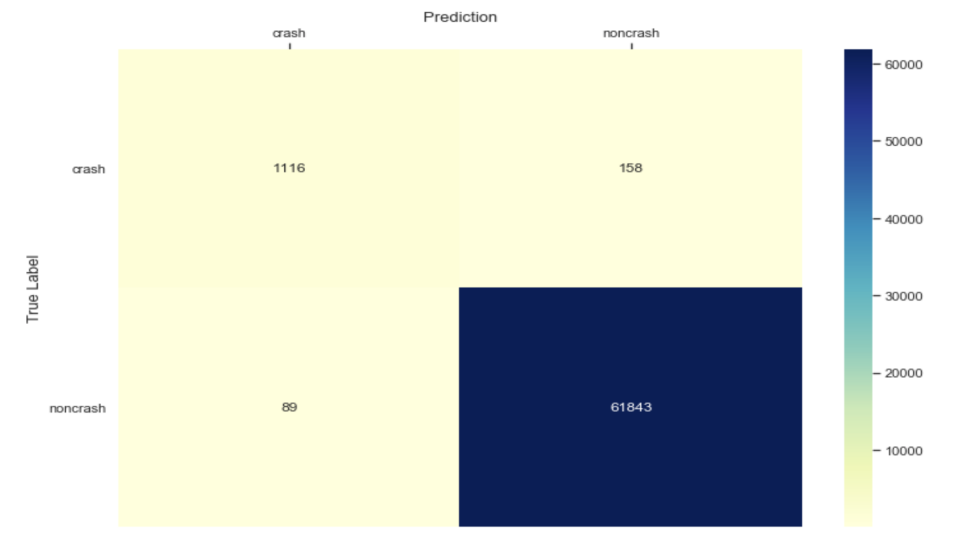 Prediction
crash noncrash
60000
50000
crash 1116 158
40000
True Label
30000
20000
noncrash 89 61843
10000